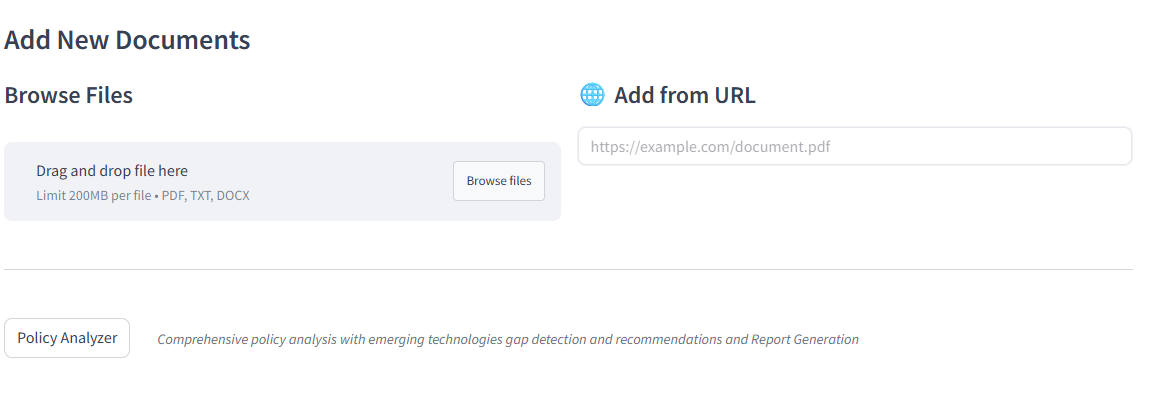 Add New Documents
Browse Files
🌐 Add from URL
https://example.com/document.pdf
Drag and drop file here
Limit 200MB per file • PDF, TXT, DOCX
Browse files
Policy Analyzer
Comprehensive policy analysis with emerging technologies gap detection and recommendations and Report Generation